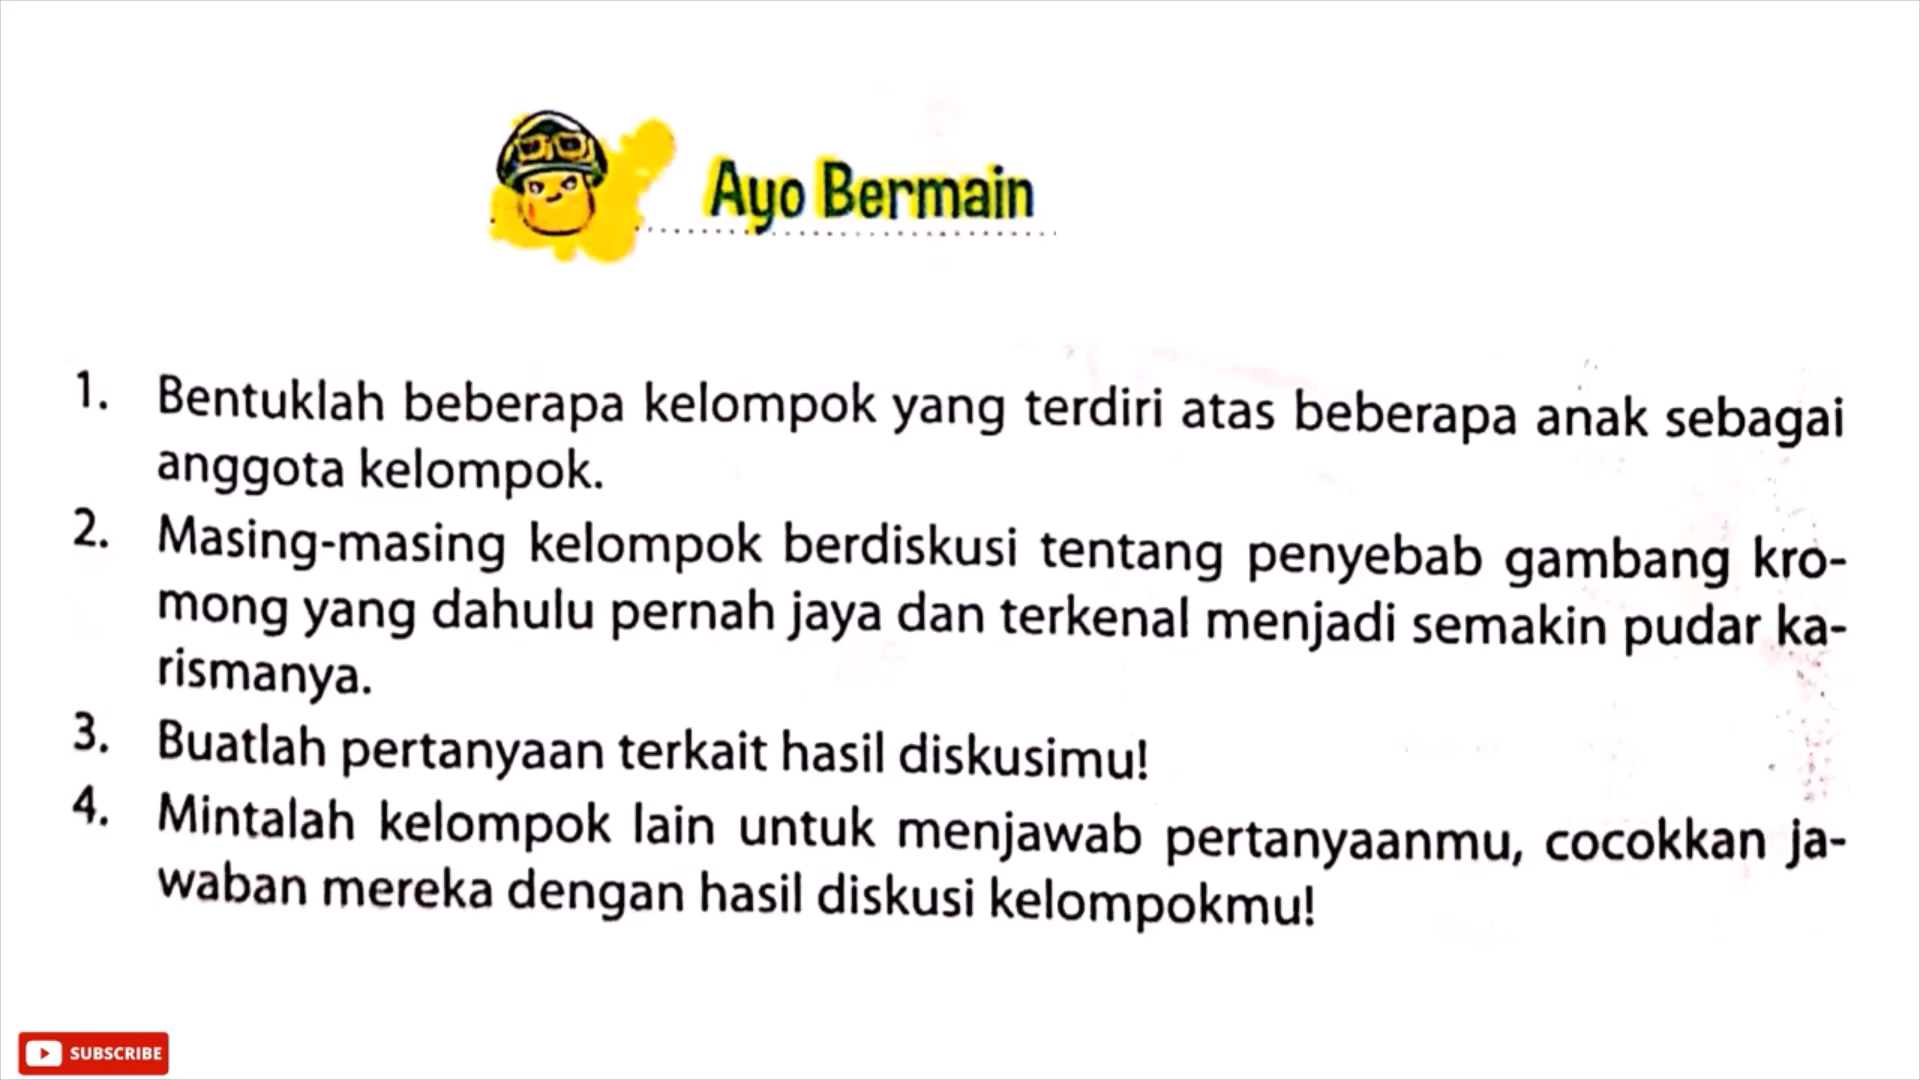 Ayo Bermain
1. Bentuklah beberapa kelompok yang terdiri atas beberapa anak sebagai
anggota kelompok.
2. Masing-masing kelompok berdiskusi tentang penyebab gambang kro-
mong yang dahulu pernah jaya dan terkenal menjadi semakin pudar ka-
rismanya.
3. Buatlah pertanyaan terkait hasil diskusimu!
4. Mintalah kelompok lain untuk menjawab pertanyaanmu, cocokkan ja-
waban mereka dengan hasil diskusi kelompokmu!
SUBSCRIBE